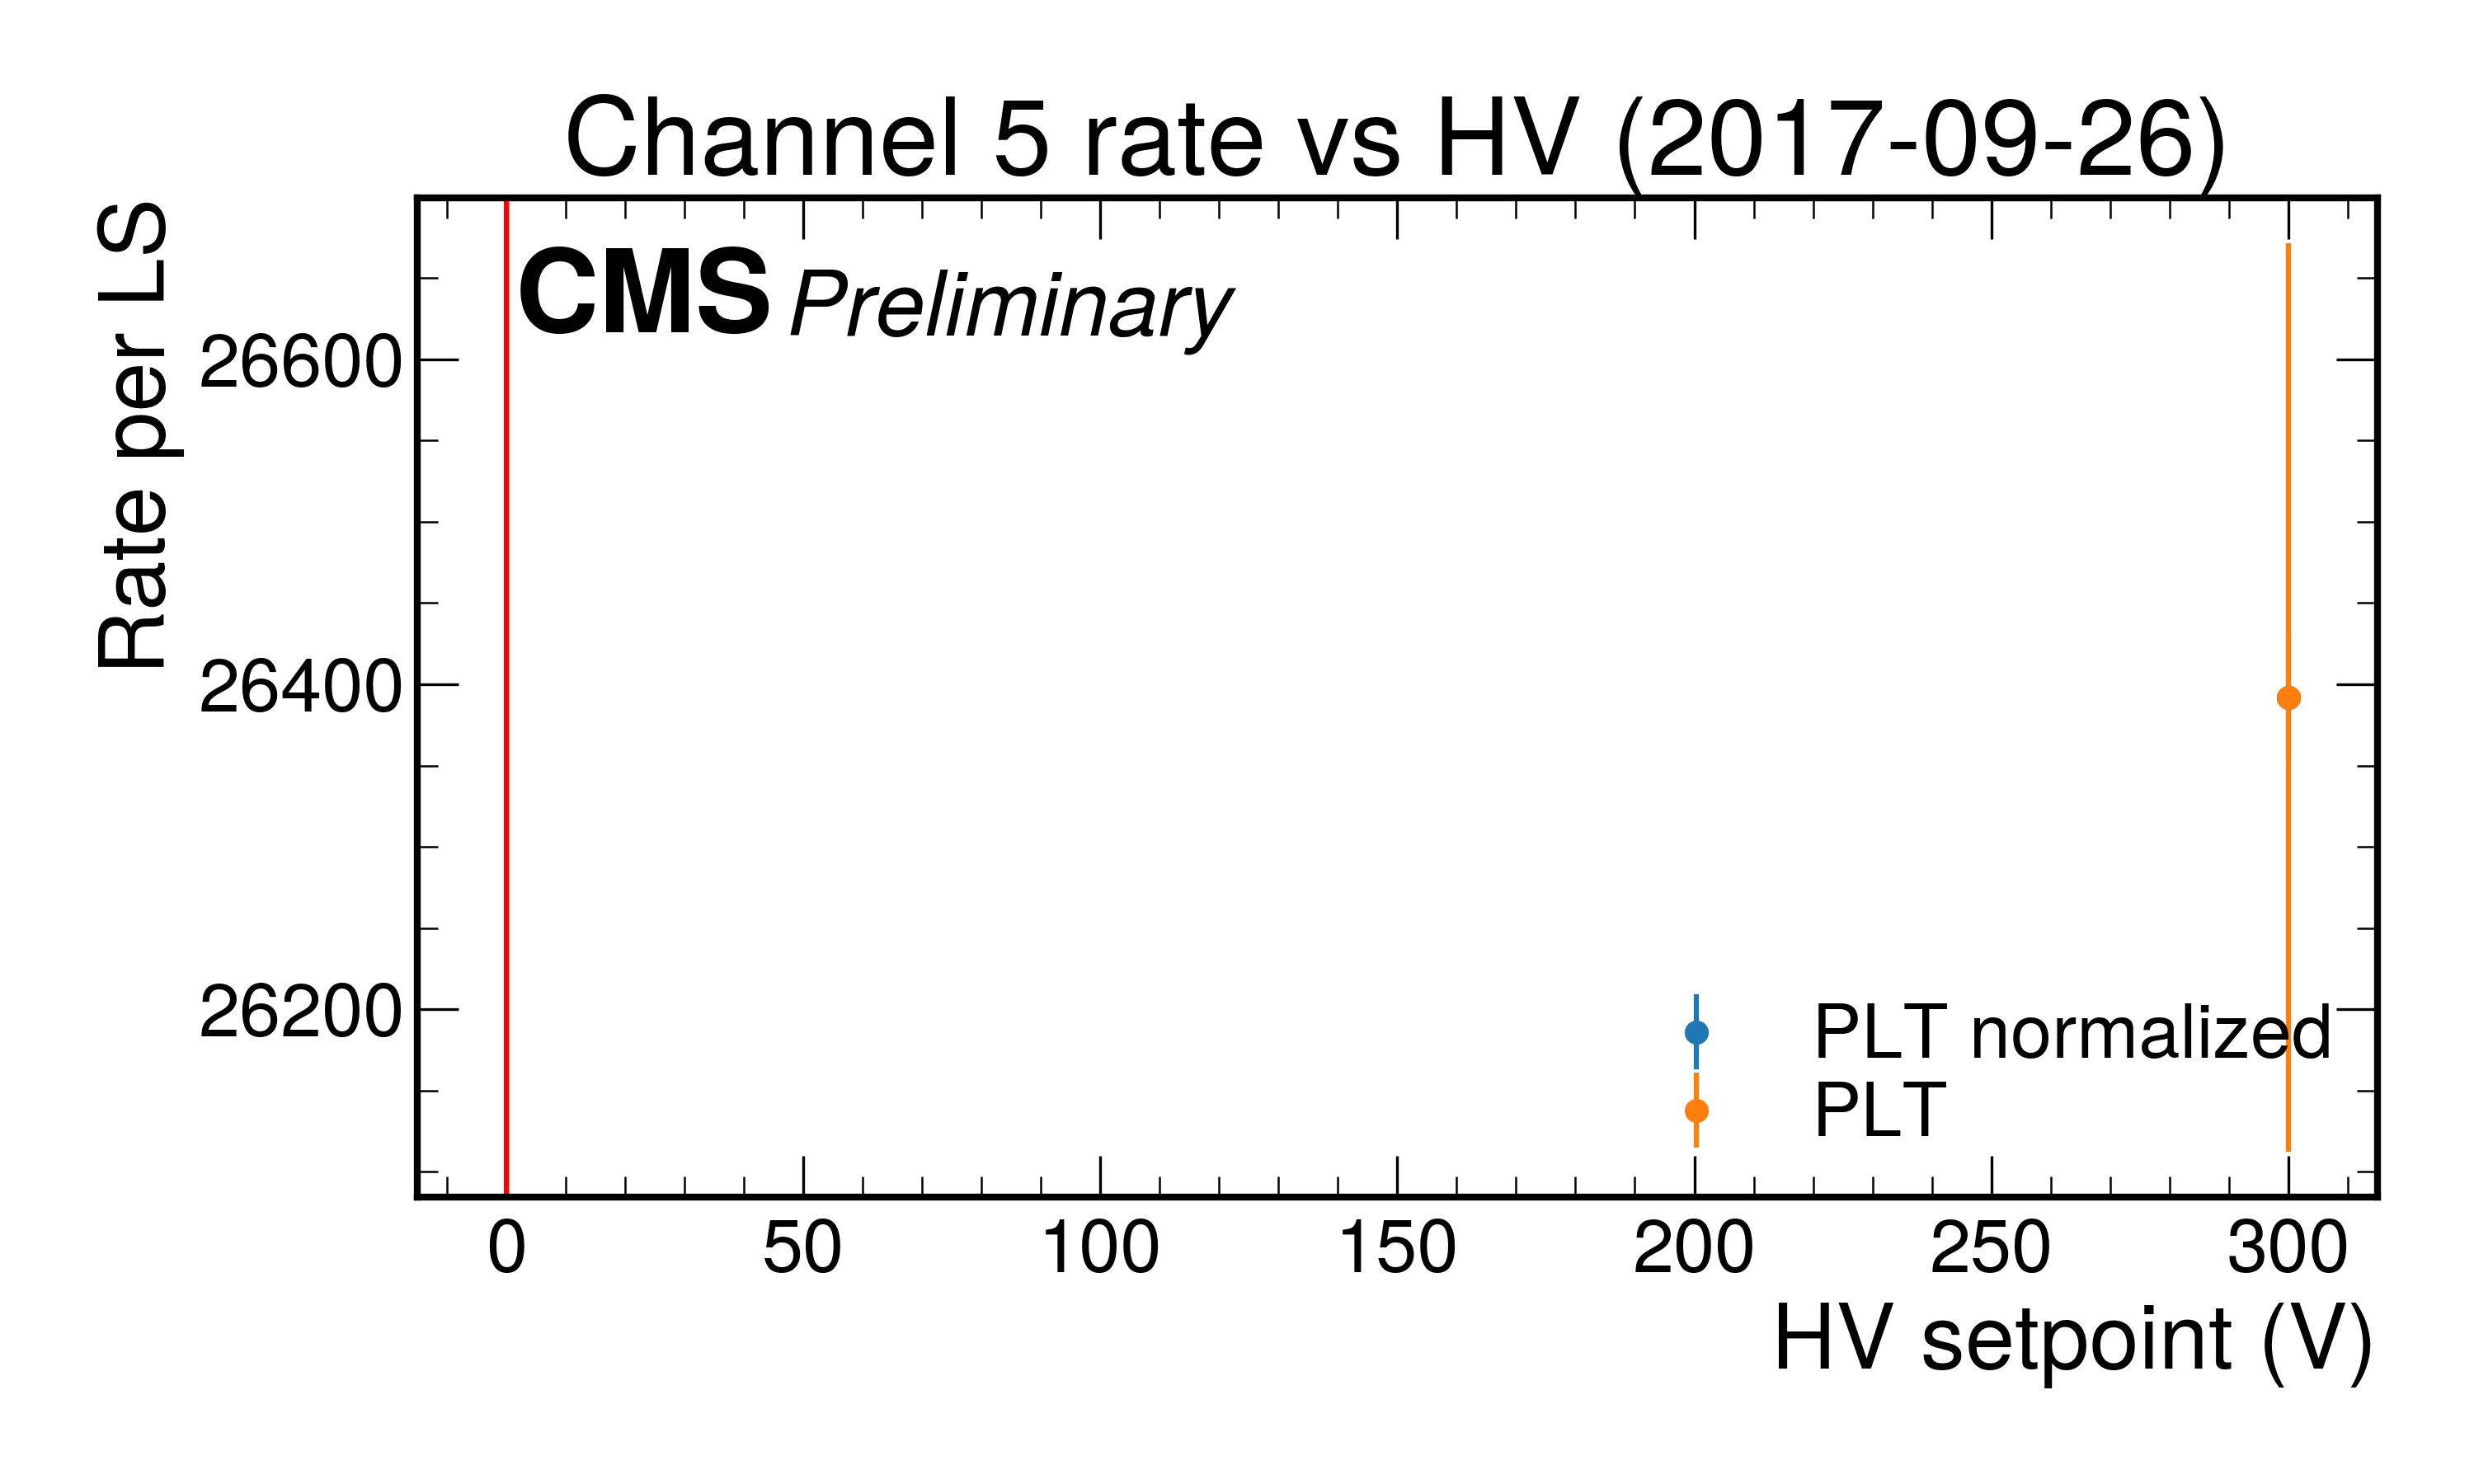 Channel 5 rate vs HV (2017-09-26)
CMS Preliminary
Rate per LS
26600
26400
26200
PLT normalized
PLT
0 50 100 150 200 250 300
HV setpoint (V)